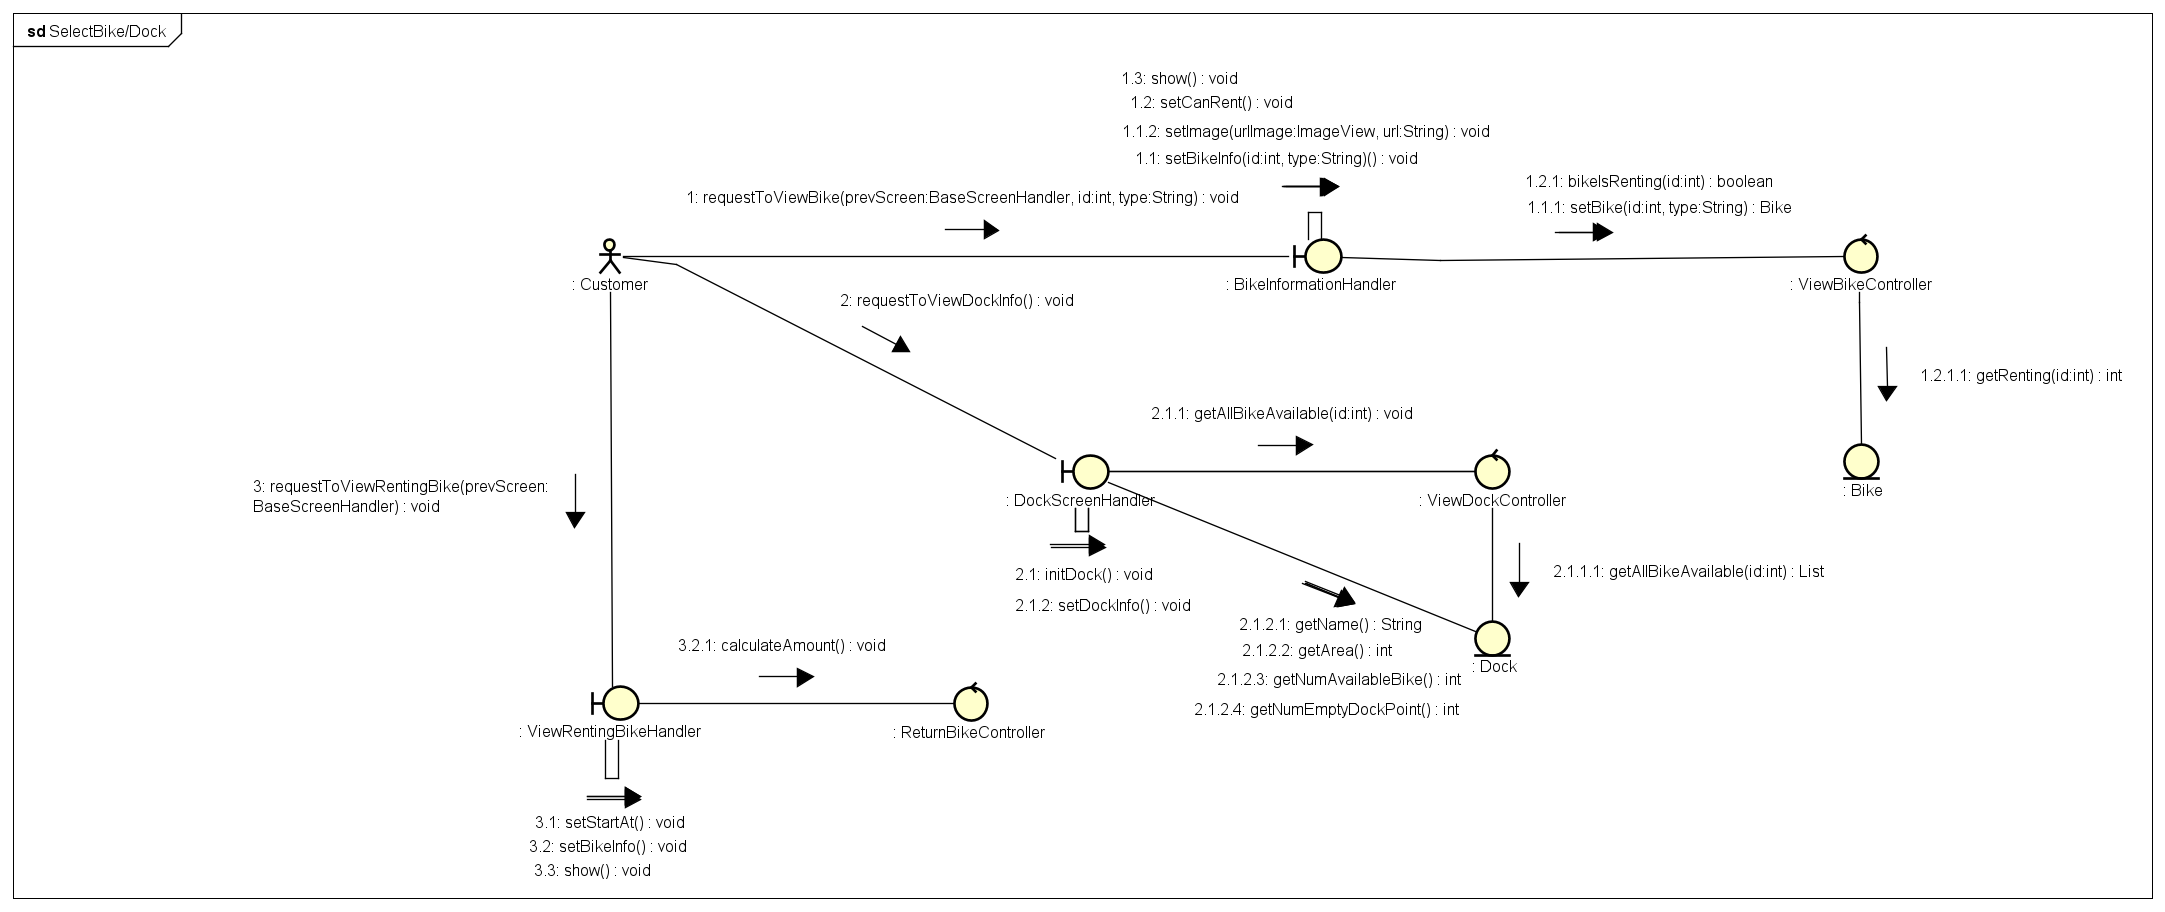 sd SelectBike/Dock
1.3: show() : void
1.2: setCanRent() : void
1.1.2: setImage(urlImage:ImageView, url:String) : void
1.1: setBikeInfo(id:int, type:String)() : void
1: requestToViewBike(prevScreen:BaseScreenHandler, id:int, type:String) : void
1.2.1: bikeIsRenting(id:int) : boolean
1.1.1: setBike(id:int, type:String) : Bike
: Customer
: BikeInformationHandler
: ViewBikeController
2: requestToViewDockInfo() : void
1.2.1.1: getRenting(id:int) : int
2.1.1: getAllBikeAvailable(id:int) : void
3: requestToViewRentingBike(prevScreen:
BaseScreenHandler) : void
: DockScreenHandler
: ViewDockController
: Bike
2.1: initDock() : void
2.1.2: setDockInfo() : void
2.1.1.1: getAllBikeAvailable(id:int) : List
2.1.2.1: getName() : String
2.1.2.2: getArea() : int
2.1.2.3: getNumAvailableBike() : int
2.1.2.4: getNumEmptyDockPoint() : int
: Dock
3.2.1: calculateAmount() : void
: ViewRentingBikeHandler
: ReturnBikeController
3.1: setStartAt() : void
3.2: setBikeInfo() : void
3.3: show() : void